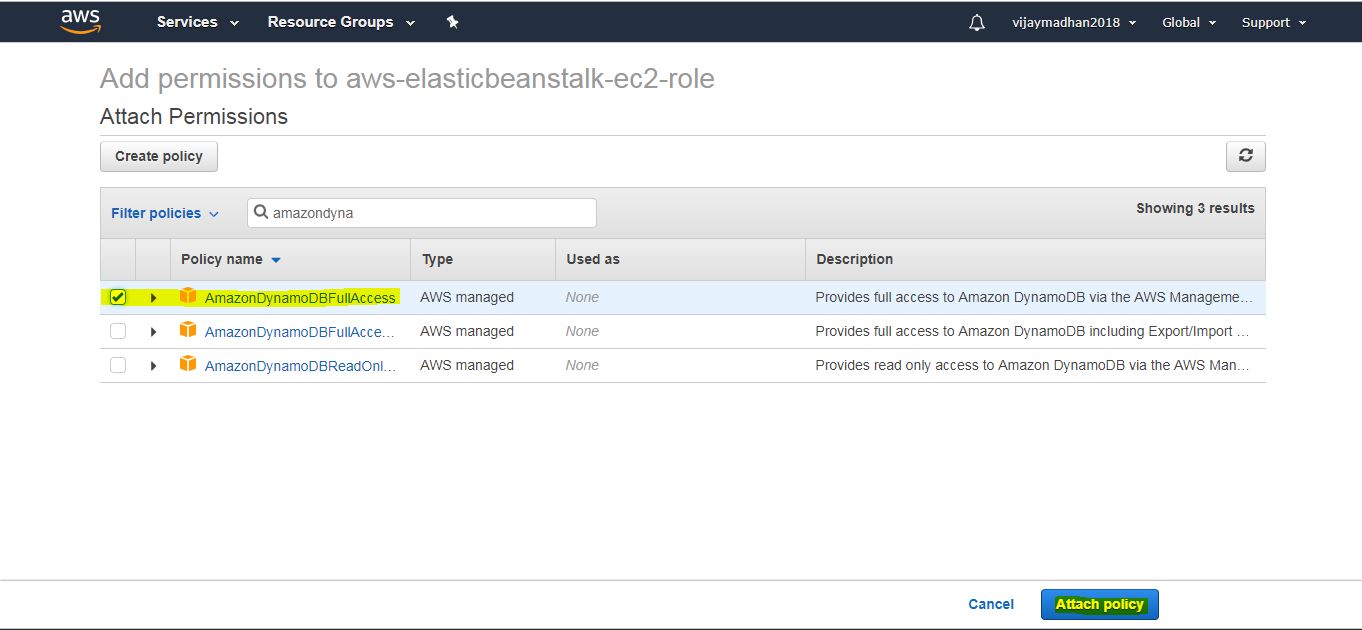 aws Services Resource Groups vijaymadhan2018 Global Support
Add permissions to aws-elasticbeanstalk-ec2-role
Attach Permissions
Create policy
Filter policies amazondyna Showing 3 results
Policy name Type Used as Description
AmazonDynamoDBFullAccess AWS managed None Provides full access to Amazon DynamoDB via the AWS Manageme...
AmazonDynamoDBFullAcce... AWS managed None Provides full access to Amazon DynamoDB including Export/Import ...
AmazonDynamoDBReadOnl... AWS managed None Provides read only access to Amazon DynamoDB via the AWS Man...
Cancel Attach policy